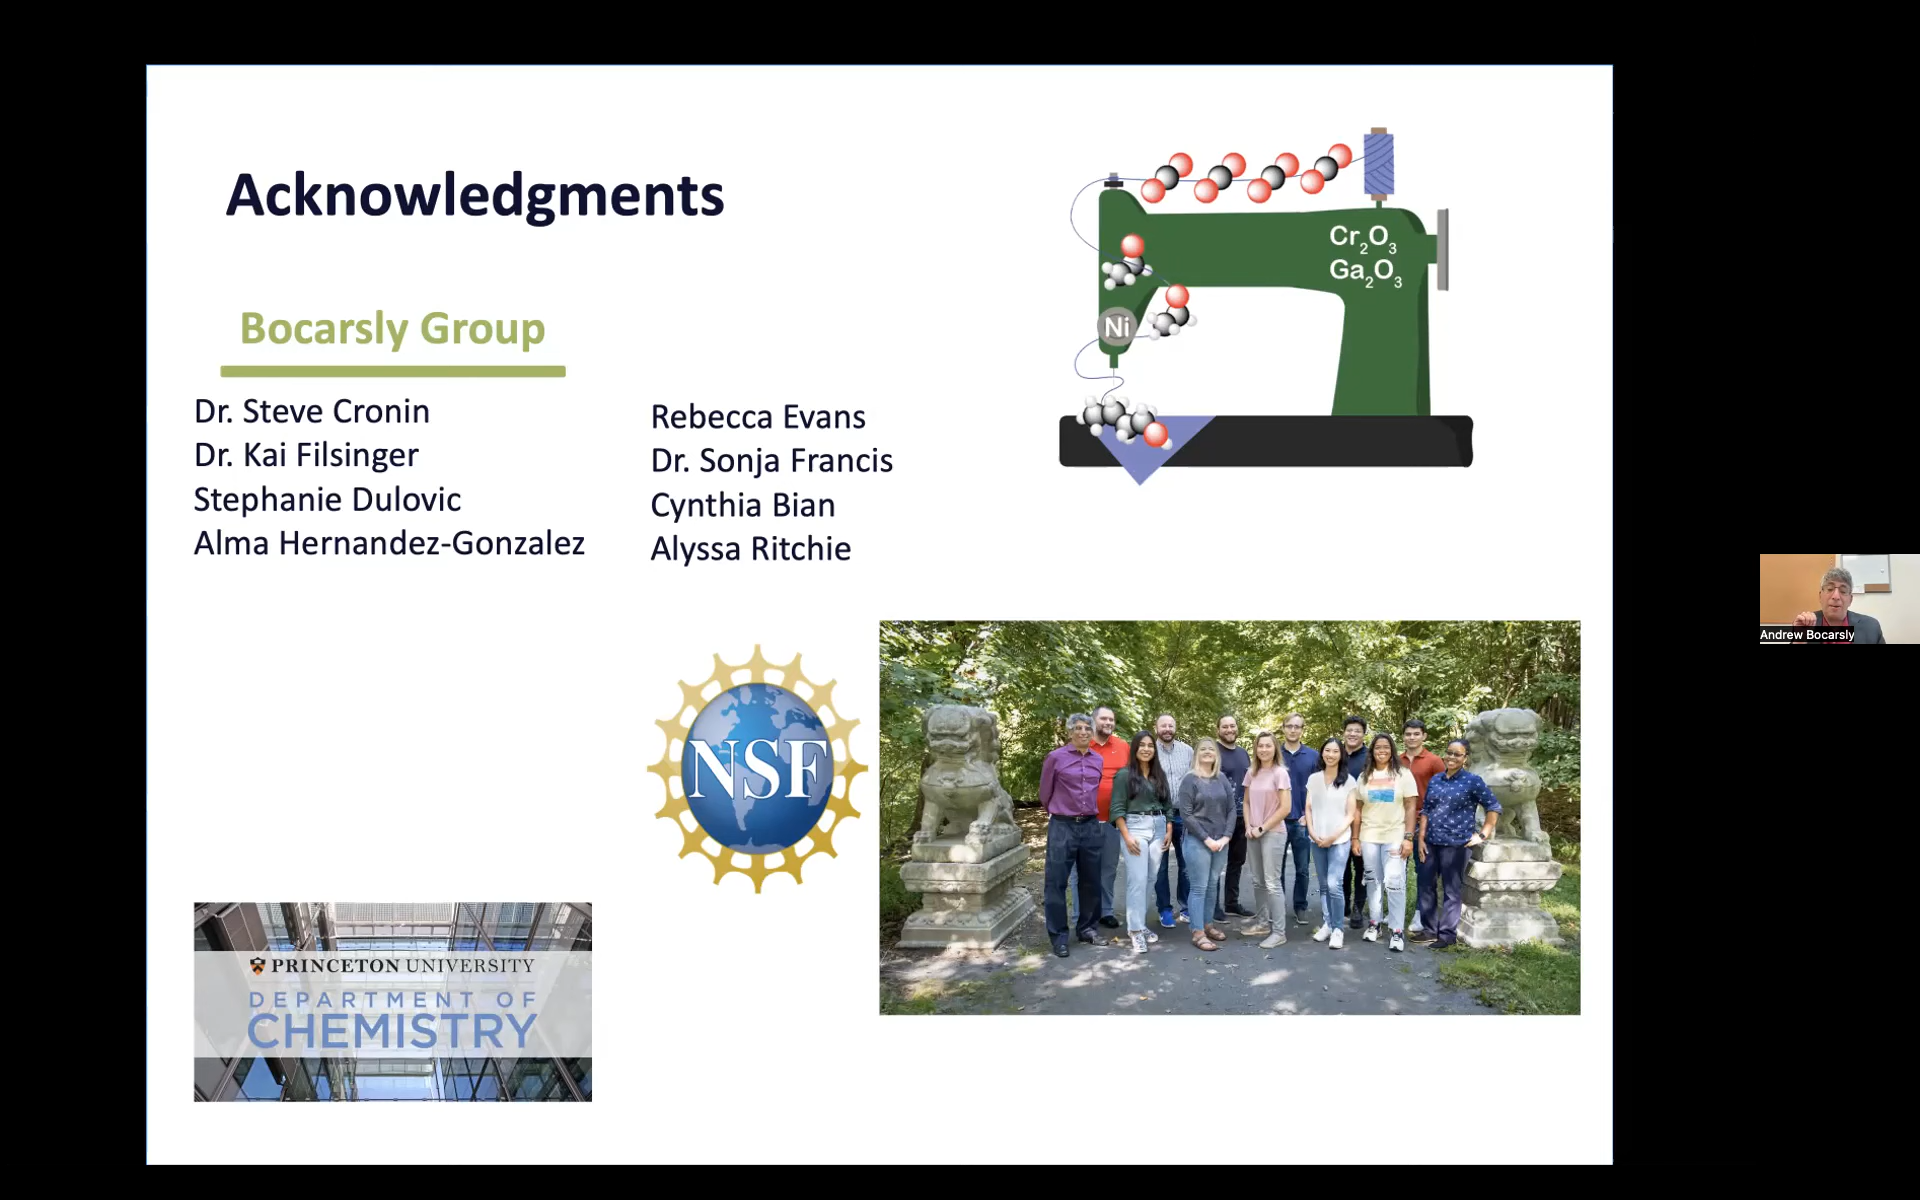 Acknowledgments
Bocarsly Group
Dr. Steve Cronin
Dr. Kai Filsinger
Stephanie Dulovic
Alma Hernandez-Gonzalez
Rebecca Evans
Dr. Sonja Francis
Cynthia Bian
Alyssa Ritchie
Cr₂O₃
Ga₂O₃
Ni
NSF
PRINCETON UNIVERSITY
DEPARTMENT OF
CHEMISTRY
Andrew Bocarsly